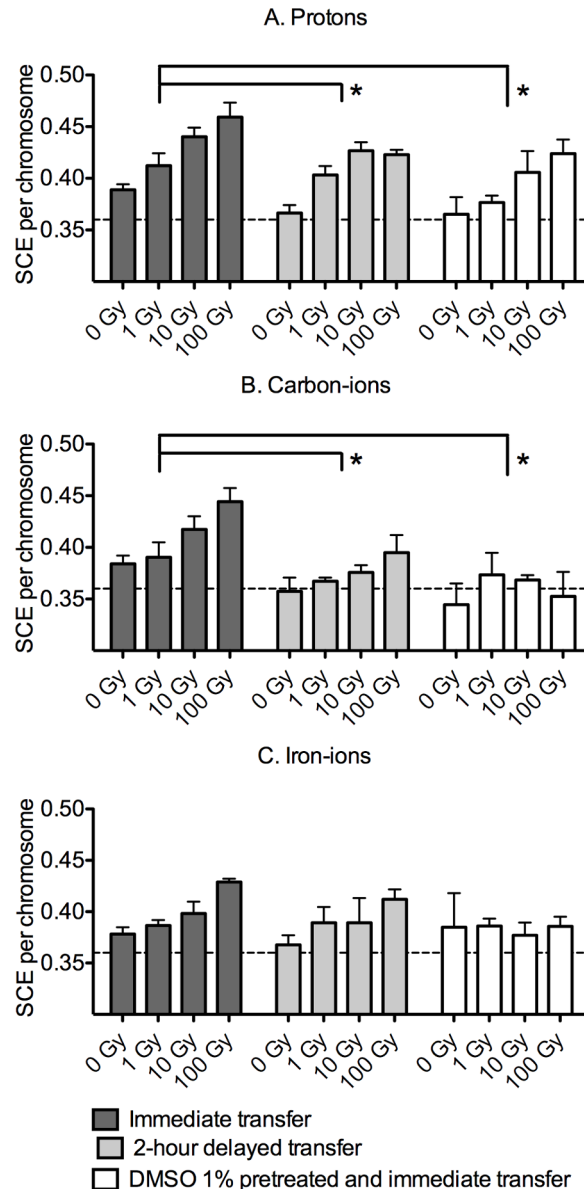 A. Protons
SCE per chromosome
0.50
0.45
0.40
0.35
*
*
0 Gy 1 Gy 10 Gy 100 Gy 0 Gy 1 Gy 10 Gy 100 Gy 0 Gy 1 Gy 10 Gy 100 Gy
B. Carbon-ions
SCE per chromosome
0.50
0.45
0.40
0.35
*
*
0 Gy 1 Gy 10 Gy 100 Gy 0 Gy 1 Gy 10 Gy 100 Gy 0 Gy 1 Gy 10 Gy 100 Gy
C. Iron-ions
SCE per chromosome
0.50
0.45
0.40
0.35
0 Gy 1 Gy 10 Gy 100 Gy 0 Gy 1 Gy 10 Gy 100 Gy 0 Gy 1 Gy 10 Gy 100 Gy
Immediate transfer
2-hour delayed transfer
DMSO 1% pretreated and immediate transfer